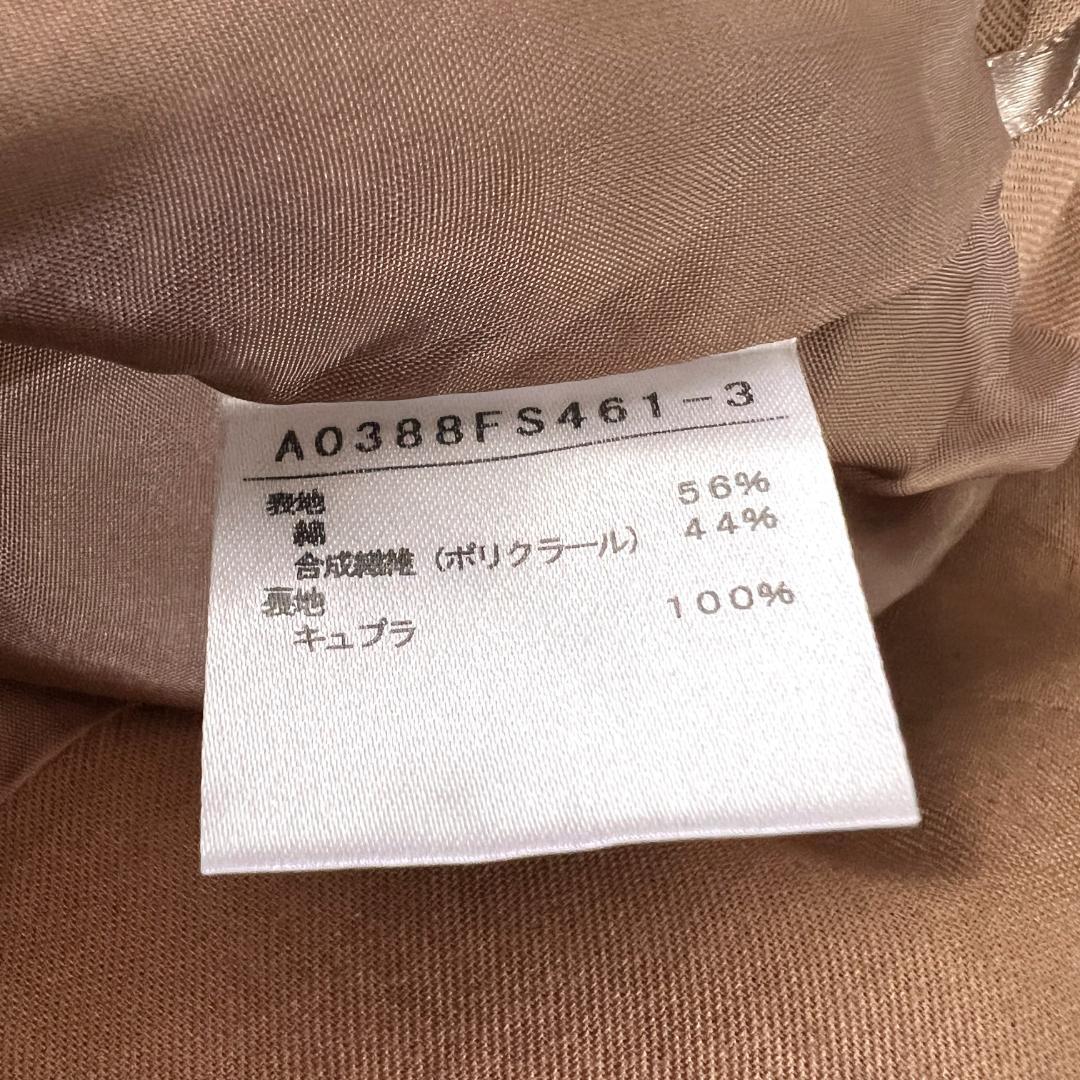 A0388FS461-3
表地
綿 56%
合成繊維 (ポリクラール) 44%
裏地
キュプラ 100%